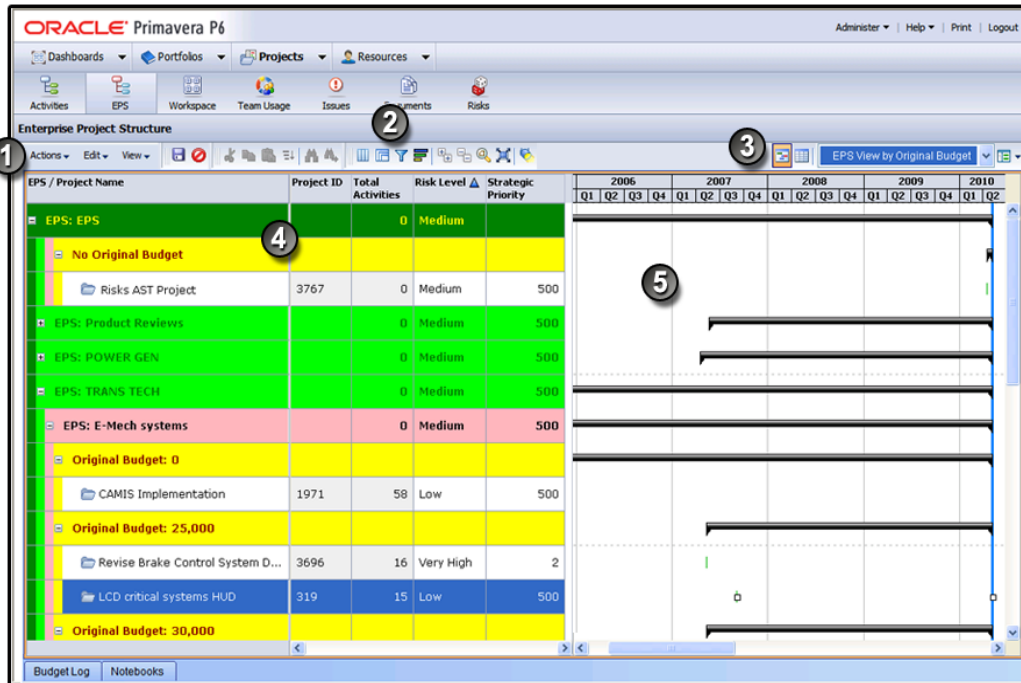 ORACLE Primavera P6
Administer | Help | Print | Logout
Dashboards Portfolios Projects Resources
Activities EPS Workspace Team Usage Issues Documents Risks
Enterprise Project Structure
2
1 Actions Edit View 3 EPS View by Original Budget
EPS / Project Name Project ID Total Activities Risk Level Strategic Priority
2006 2007 2008 2009 2010
Q1 Q2 Q3 Q4 Q1 Q2 Q3 Q4 Q1 Q2 Q3 Q4 Q1 Q2 Q3 Q4 Q1 Q2
EPS: EPS 0 Medium
4
No Original Budget
5
Risks AST Project 3767 0 Medium 500
EPS: Product Reviews 0 Medium 500
EPS: POWER GEN 0 Medium 500
EPS: TRANS TECH 0 Medium 500
EPS: E-Mech systems 0 Medium 500
Original Budget: 0
CAMIS Implementation 1971 58 Low 500
Original Budget: 25,000
Revise Brake Control System D... 3696 16 Very High 2
LCD critical systems HUD 319 15 Low 500
Original Budget: 30,000
Budget Log Notebooks